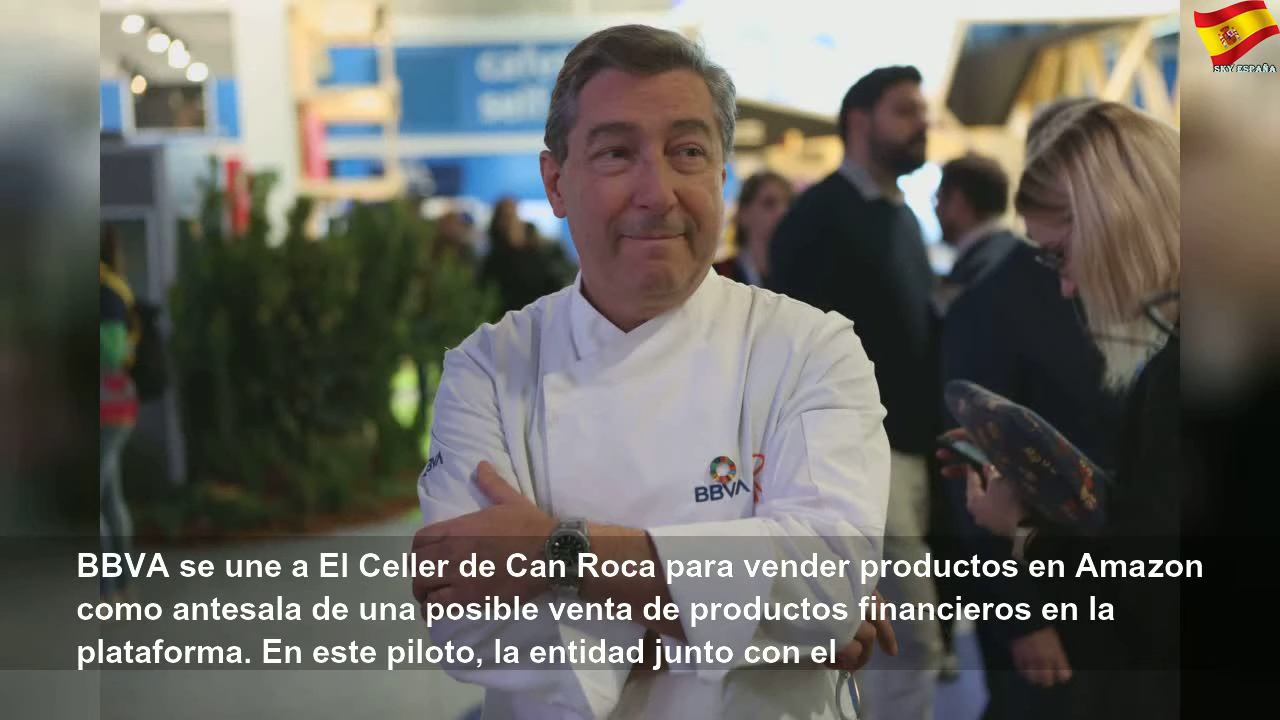 SKY ESPAÑA
BBVA
BBVA
BBVA se une a El Celler de Can Roca para vender productos en Amazon
como antesala de una posible venta de productos financieros en la
plataforma. En este piloto, la entidad junto con el